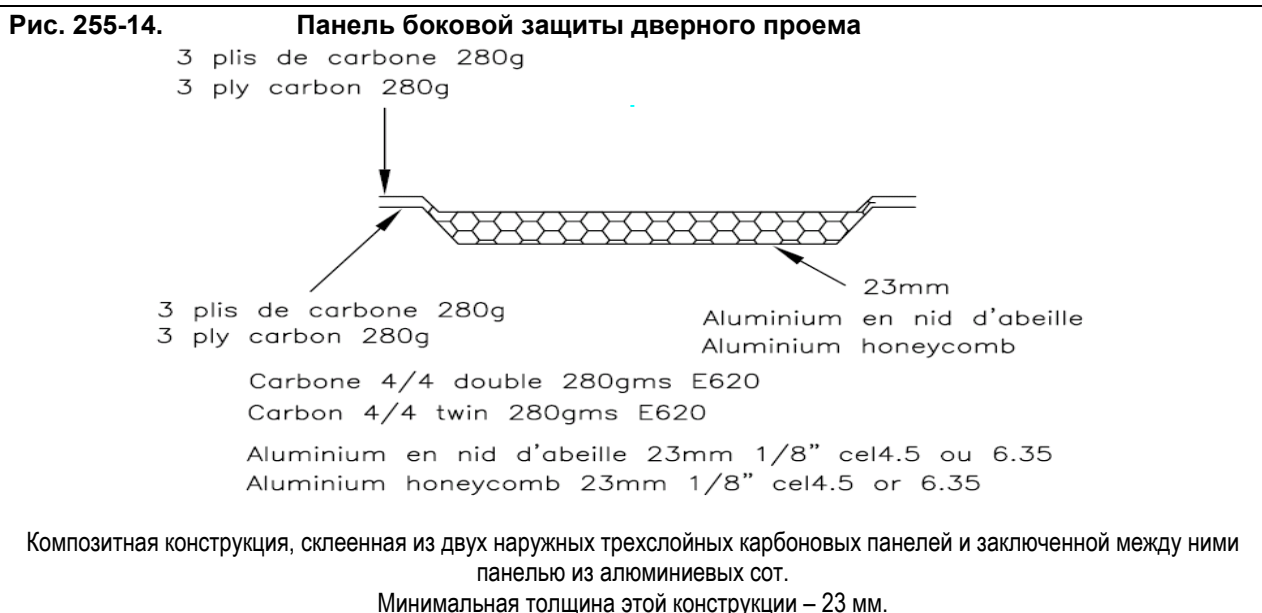 Рис. 255-14. Панель боковой защиты дверного проема
3 plis de carbone 280g
3 ply carbon 280g
23mm
3 plis de carbone 280g
3 ply carbon 280g
Aluminium en nid d'abeille
Aluminium honeycomb
Carbone 4/4 double 280gms E620
Carbon 4/4 twin 280gms E620
Aluminium en nid d'abeille 23mm 1/8" cel4.5 ou 6.35
Aluminium honeycomb 23mm 1/8" cel4.5 or 6.35
Композитная конструкция, склеенная из двух наружных трехслойных карбоновых панелей и заключенной между ними
панелью из алюминиевых сот.
Минимальная толщина этой конструкции – 23 мм.